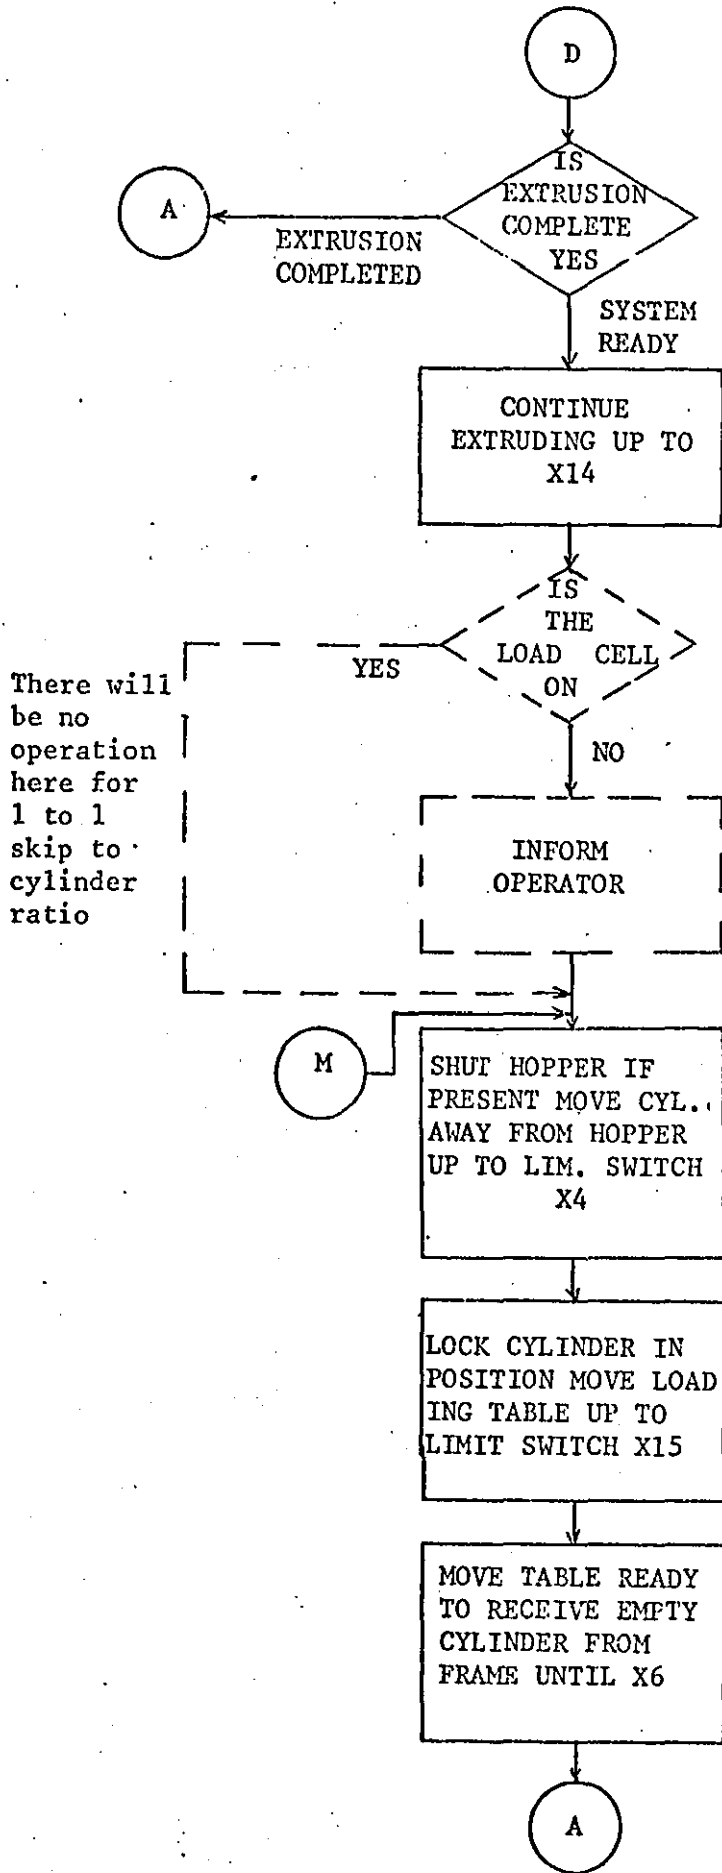 D
IS
EXTRUSION
COMPLETE
YES
A
EXTRUSION
COMPLETED
SYSTEM
READY
CONTINUE
EXTRUDING UP TO
X14
IS
THE
LOAD CELL
ON
YES
NO
There will
be no
operation
here for
1 to 1
skip to
cylinder
ratio
INFORM
OPERATOR
M
SHUT HOPPER IF
PRESENT MOVE CYL.
AWAY FROM HOPPER
UP TO LIM. SWITCH
X4
LOCK CYLINDER IN
POSITION MOVE LOAD
ING TABLE UP TO
LIMIT SWITCH X15
MOVE TABLE READY
TO RECEIVE EMPTY
CYLINDER FROM
FRAME UNTIL X6
A